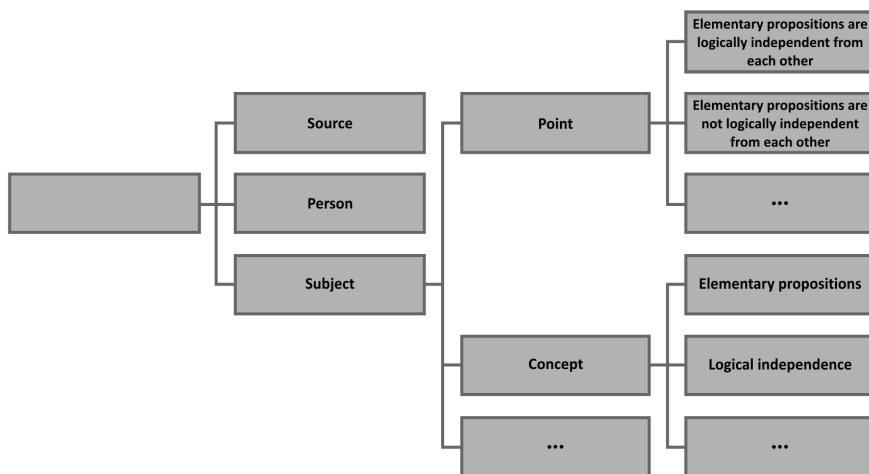 Elementary propositions are
logically independent from
each other
Source
Point
Elementary propositions are
not logically independent
from each other
Person
...
Subject
Elementary propositions
Concept
Logical independence
...
...